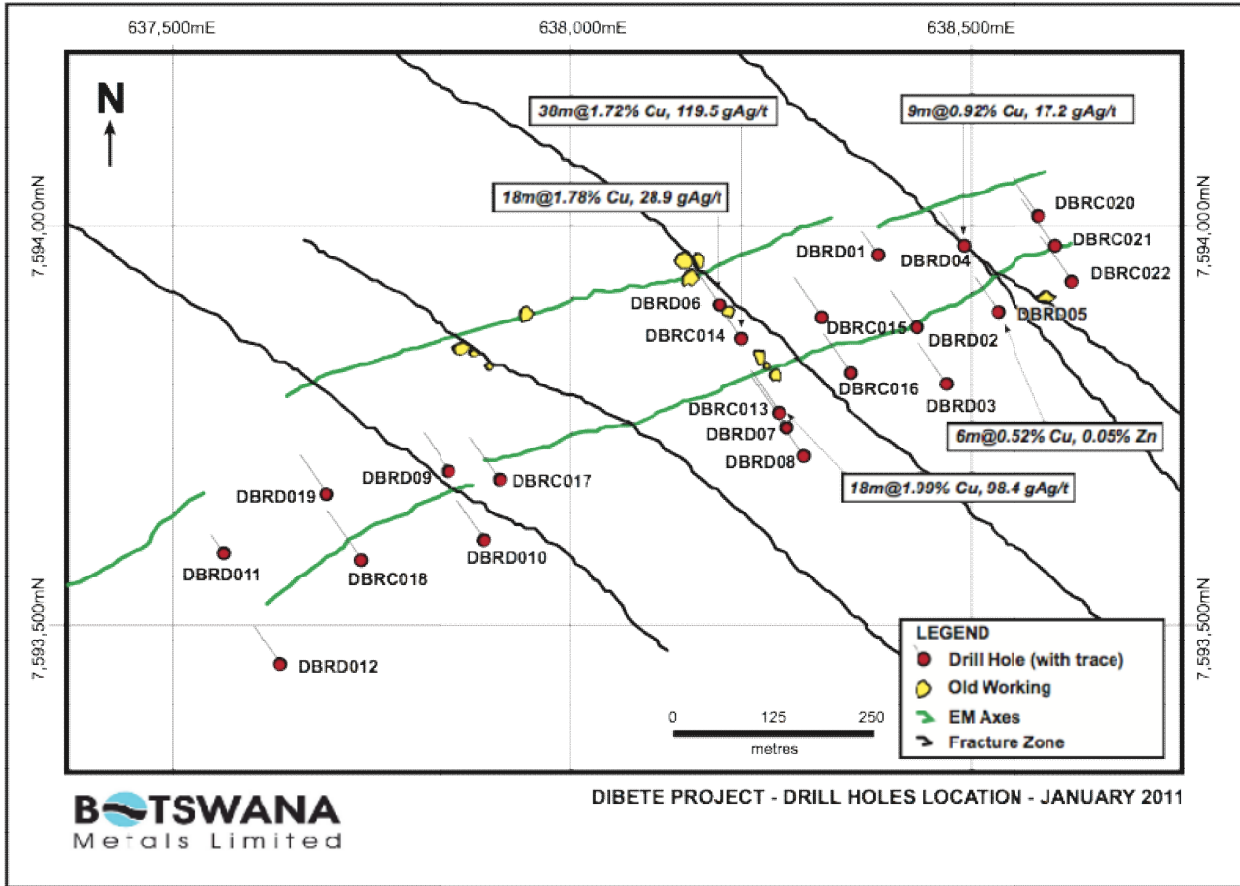 637,500mE
638,000mE
638,500mE
N
38m@1.72% Cu, 119.5 gAg/t
9m@0.92% Cu, 17.2 gAg/t
18m@1.78% Cu, 28.9 gAg/t
7,594,000mN
7,594,000mN
DBRC020
DBRD01
DBRD04
DBRC021
DBRC022
DBRD06
DBRD05
DBRC014
DBRC015
DBRD02
DBRC016
DBRD03
DBRC013
DBRD07
6m@0.52% Cu, 0.05% Zn
DBRD08
DBRD09
DBRC017
18m@1.99% Cu, 98.4 gAg/t
DBRD019
DBRD010
DBRD011
DBRC018
7,593,500mN
7,593,500mN
DBRD012
LEGEND
Drill Hole (with trace)
Old Working
EM Axes
Fracture Zone
0 125 250
metres
BOTSWANA
Metals Limited
DIBETE PROJECT - DRILL HOLES LOCATION - JANUARY 2011